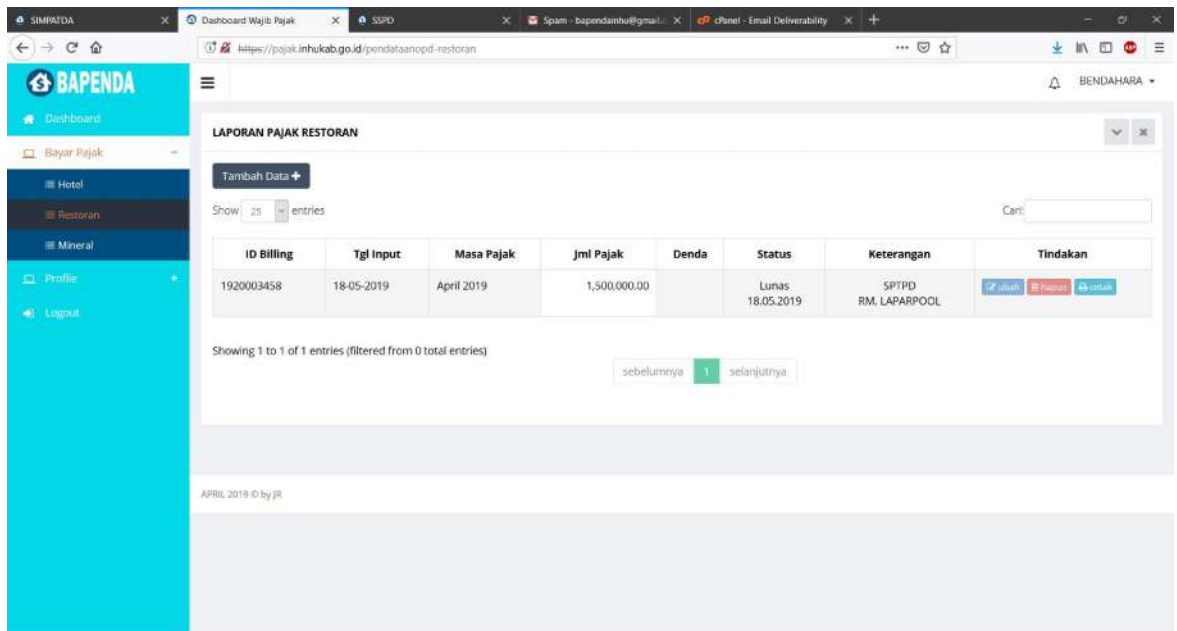 SIMPATDA
Dashboard Wajib Pajak
SSPD
Spam - bapendainhu@gmail.c
cPanel - Email Deliverability
https://pajak.inhukab.go.id/pendataanopd-restoran
BAPENDA
BENDAHARA
Dashboard
LAPORAN PAJAK RESTORAN
Bayar Pajak
Hotel
Tambah Data
Restoran
Show 25 entries
Cari:
Mineral
ID Billing Tgl Input Masa Pajak Jml Pajak Denda Status Keterangan Tindakan
Profile
1920003458 18-05-2019 April 2019 1,500,000.00 Lunas SPTPD ubah hapus cetak
18.05.2019 RM. LAPARPOOL
Logout
Showing 1 to 1 of 1 entries (filtered from 0 total entries)
sebelumnya 1 selanjutnya
APRIL 2019 © by JR